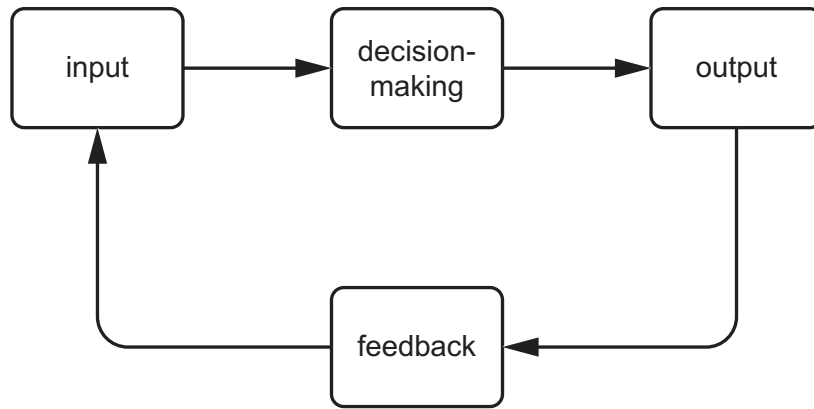 input
decision-
making
output
feedback